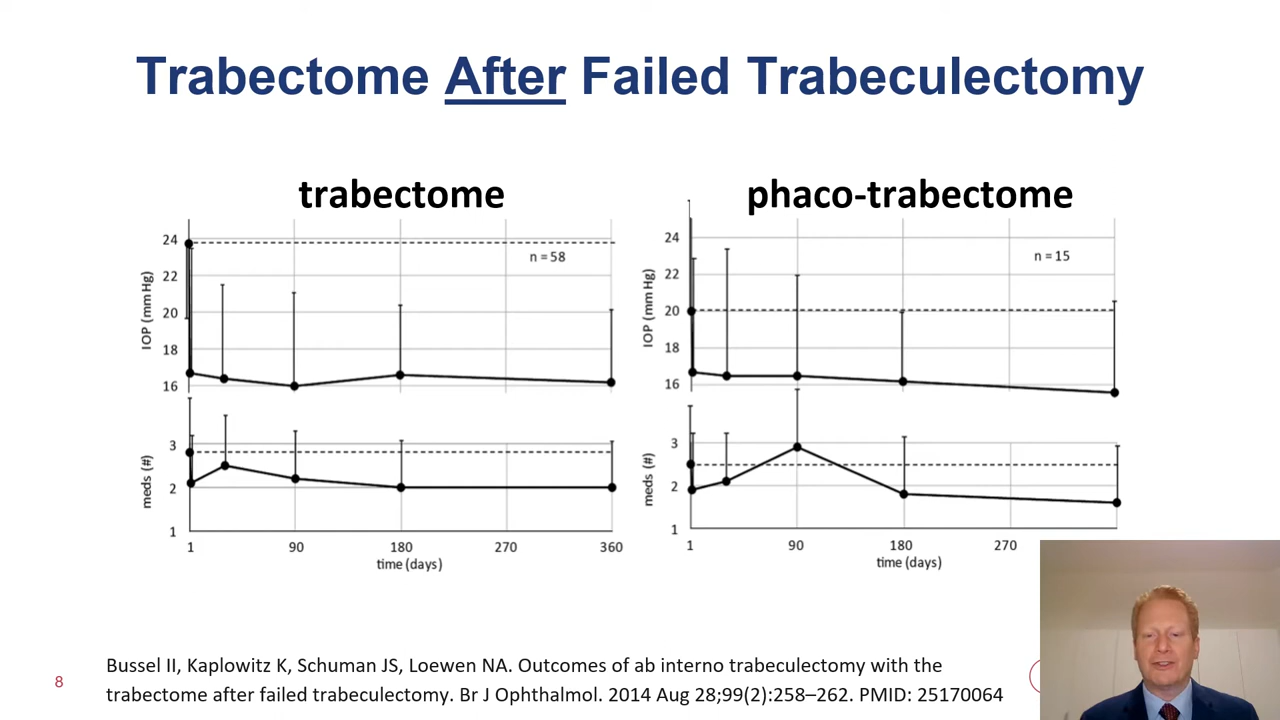 Trabectome After Failed Trabeculectomy
trabectome
24
22
20
18
16
IOP (mm Hg)
n = 58
3
2
1
meds (#)
1 90 180 270 360
time (days)
phaco-trabectome
24
22
20
18
16
IOP (mm Hg)
n = 15
3
2
1
meds (#)
1 90 180 270
time (days)
Bussel II, Kaplowitz K, Schuman JS, Loewen NA. Outcomes of ab interno trabeculectomy with the
trabectome after failed trabeculectomy. Br J Ophthalmol. 2014 Aug 28;99(2):258–262. PMID: 25170064
8